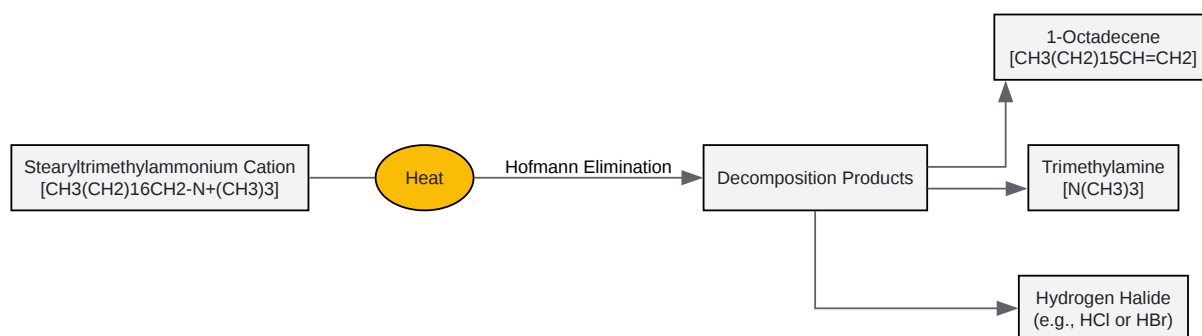 1-Octadecene
[CH3(CH2)15CH=CH2]
Stearyltrimethylammonium Cation
[CH3(CH2)16CH2-N+(CH3)3]
Heat
Hofmann Elimination
Decomposition Products
Trimethylamine
[N(CH3)3]
Hydrogen Halide
(e.g., HCl or HBr)